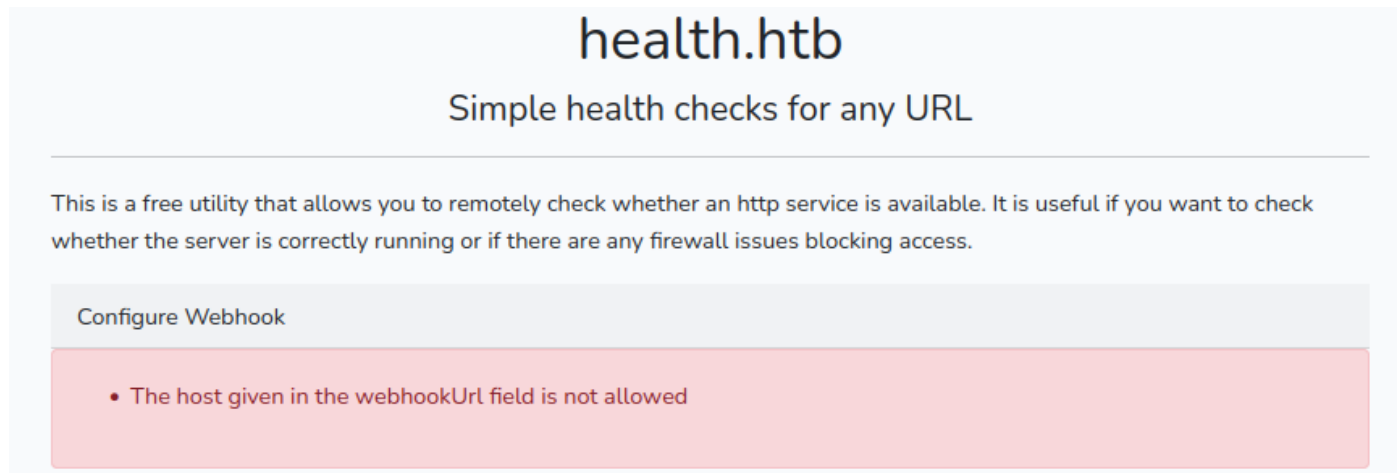 health.htb
Simple health checks for any URL
This is a free utility that allows you to remotely check whether an http service is available. It is useful if you want to check
whether the server is correctly running or if there are any firewall issues blocking access.
Configure Webhook
• The host given in the webhookUrl field is not allowed